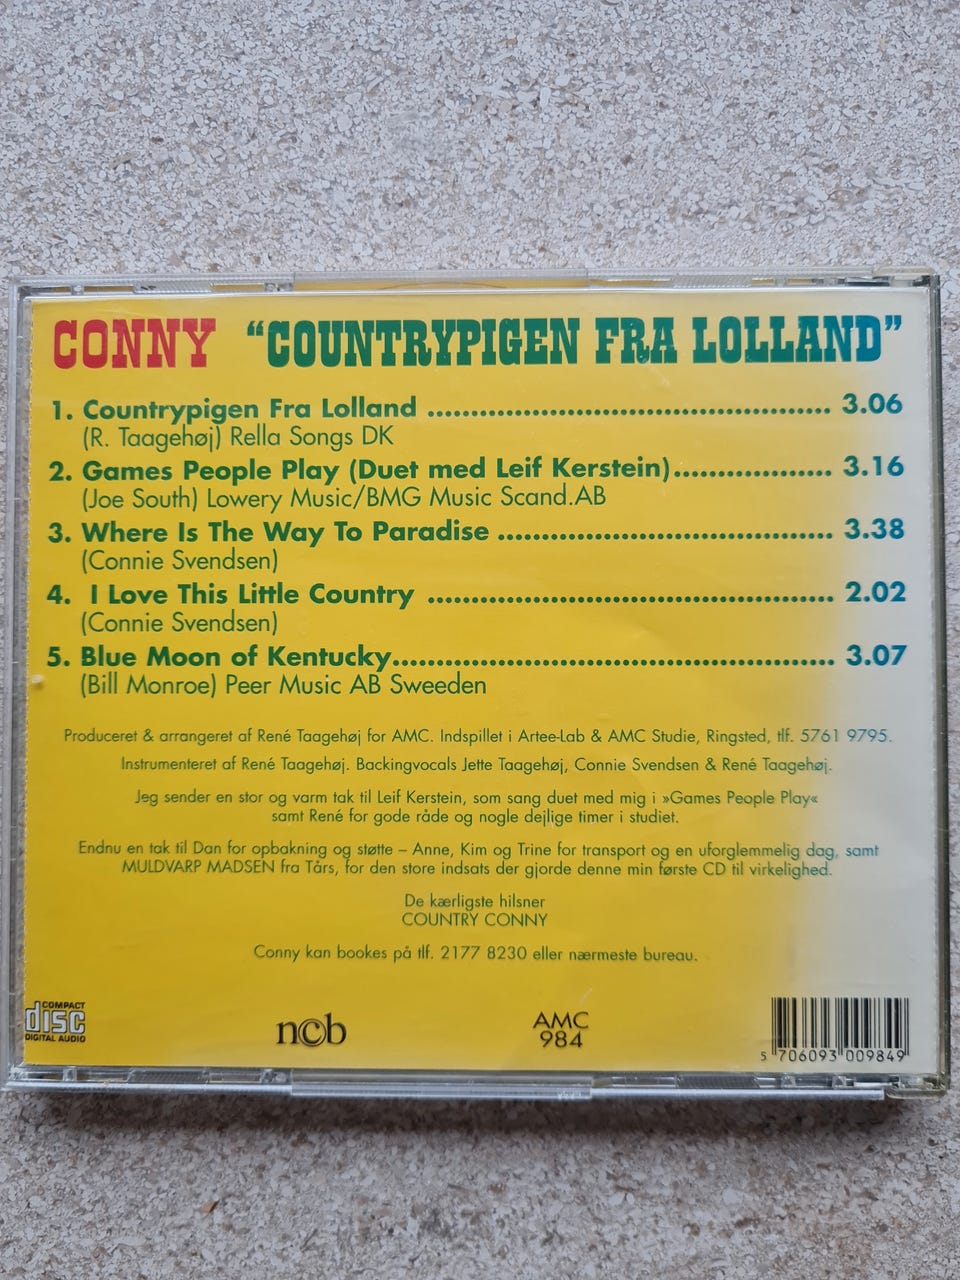 CONNY “COUNTRYPIGEN FRA LOLLAND”
1. Countrypigen Fra Lolland .............................................. 3.06
(R. Taagehøj) Rella Songs DK
2. Games People Play (Duet med Leif Kerstein).................. 3.16
(Joe South) Lowery Music/BMG Music Scand.AB
3. Where Is The Way To Paradise ...................................... 3.38
(Connie Svendsen)
4. I Love This Little Country .............................................. 2.02
(Connie Svendsen)
5. Blue Moon of Kentucky.................................................. 3.07
(Bill Monroe) Peer Music AB Sweeden
Produceret & arrangeret af René Taagehøj for AMC. Indspillet i Artee-Lab & AMC Studie, Ringsted, tlf. 5761 9795.
Instrumenteret af René Taagehøj. Backingvocals Jette Taagehøj, Connie Svendsen & René Taagehøj.
Jeg sender en stor og varm tak til Leif Kerstein, som sang duet med mig i »Games People Play«
samt René for gode råde og nogle dejlige timer i studiet.
Endnu en tak til Dan for opbakning og støtte – Anne, Kim og Trine for transport og en uforglemmelig dag, samt
MULDVARP MADSEN fra Tårs, for den store indsats der gjorde denne min første CD til virkelighed.
De kærligste hilsner
COUNTRY CONNY
Conny kan bookes på tlf. 2177 8230 eller nærmeste bureau.
COMPACT
disc
DIGITAL AUDIO
ncb
AMC
984
5 706093 009849